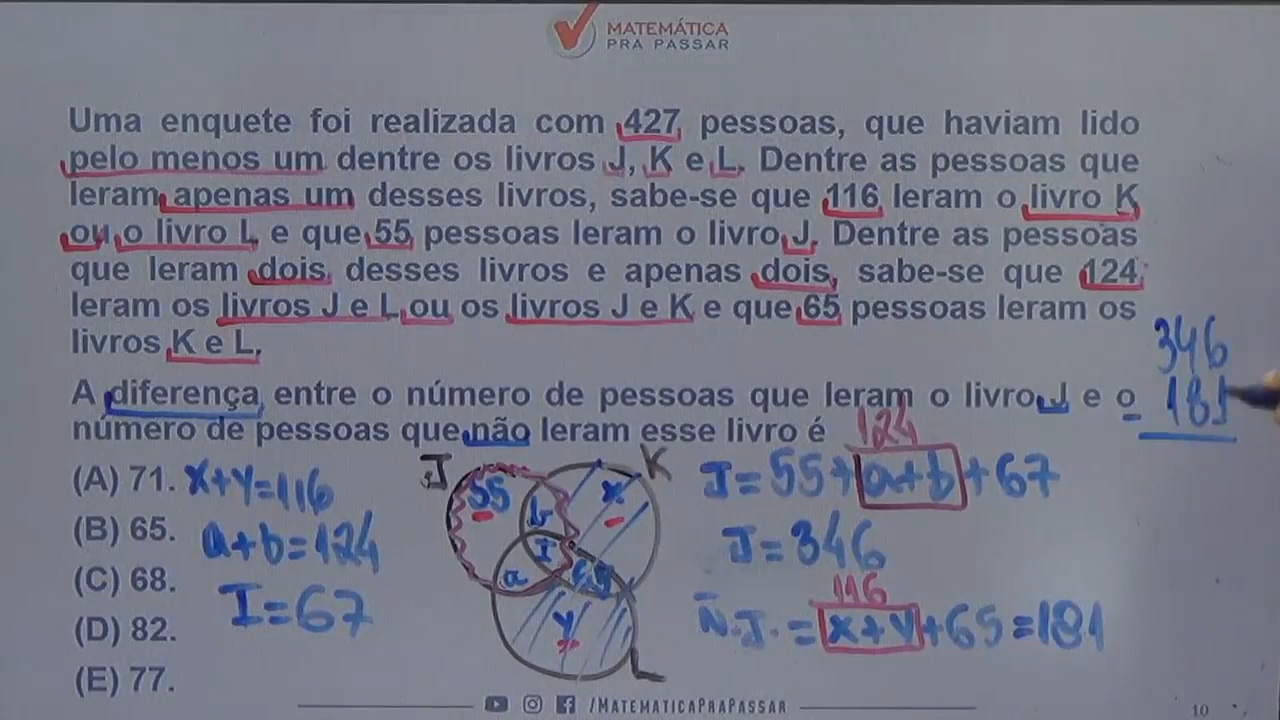 MATEMÁTICA
PRA PASSAR
Uma enquete foi realizada com 427 pessoas, que haviam lido
pelo menos um dentre os livros J, K e L. Dentre as pessoas que
leram apenas um desses livros, sabe-se que 116 leram o livro K
ou o livro L e que 55 pessoas leram o livro J. Dentre as pessoas
que leram dois desses livros e apenas dois, sabe-se que 124
leram os livros J e L ou os livros J e K e que 65 pessoas leram os
livros K e L.
346
- 181
A diferença entre o número de pessoas que leram o livro J e o
número de pessoas que não leram esse livro é
(A) 71.
(B) 65.
(C) 68.
(D) 82.
(E) 77.
x+y=116
a+b=124
I=67
J
K
55
x
b
I
a
65
y
L
124
J=55+a+b+67
J=346
116
Ñ.J.=x+y+65=181
/MATEMATICAPRAPASSAR
10